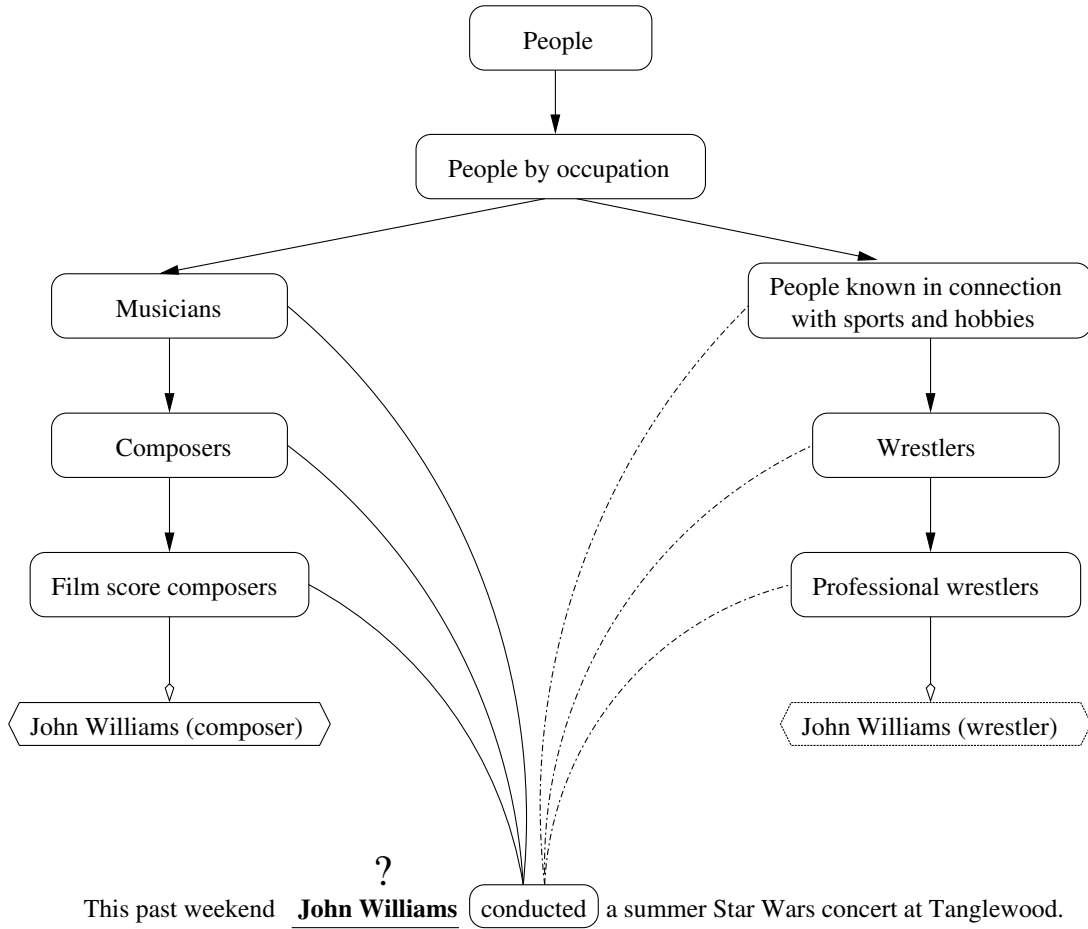 People
People by occupation
Musicians
People known in connection
with sports and hobbies
Composers
Wrestlers
Film score composers
Professional wrestlers
John Williams (composer)
John Williams (wrestler)
?
This past weekend John Williams conducted a summer Star Wars concert at Tanglewood.